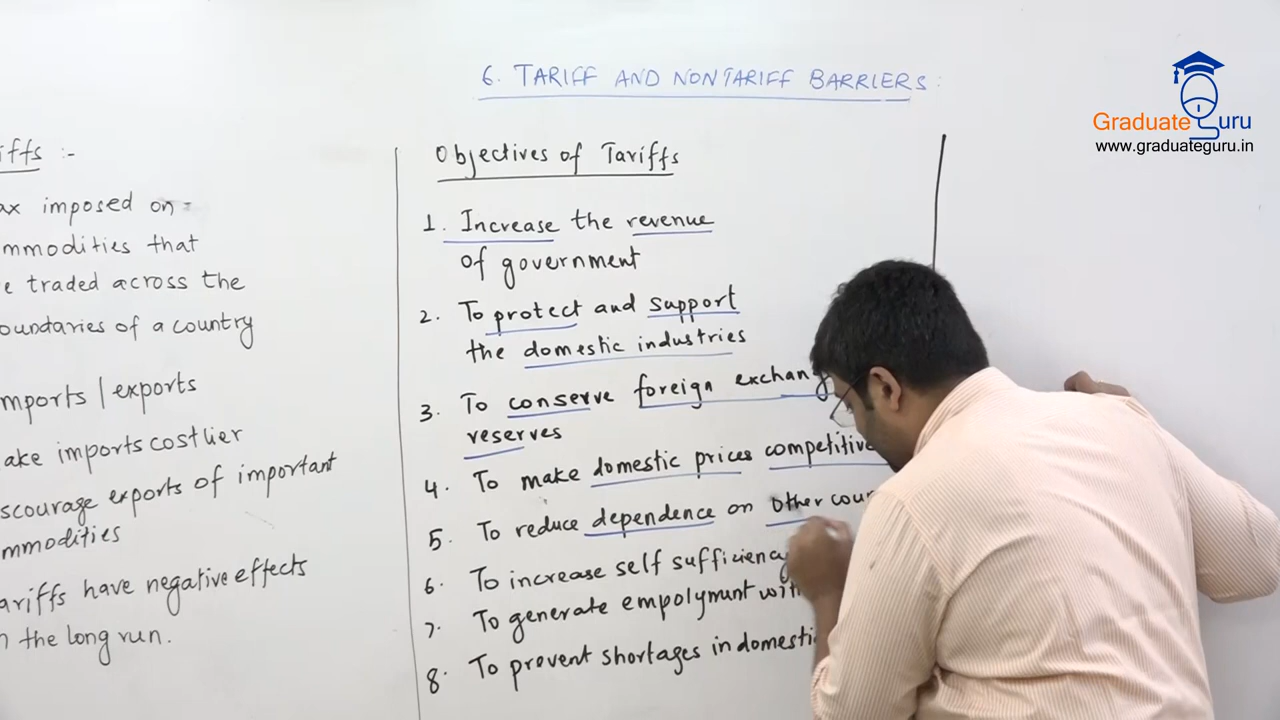 6. TARIFF AND NONTARIFF BARRIERS:
Graduate Guru
www.graduateguru.in
iffs :-
ax imposed on
mmodities that
e traded across the
oundaries of a country
mports / exports
ake imports costlier
scourage exports of important
mmodities
ariffs have negative effects
n the long run.
Objectives of Tariffs
1. Increase the revenue
of government
2. To protect and support
the domestic industries
3. To conserve foreign exchang
reserves
4. To make domestic prices competitive
5. To reduce dependence on other cou
6. To increase self sufficiency
7. To generate empolyment wit
8. To prevent shortages in domesti